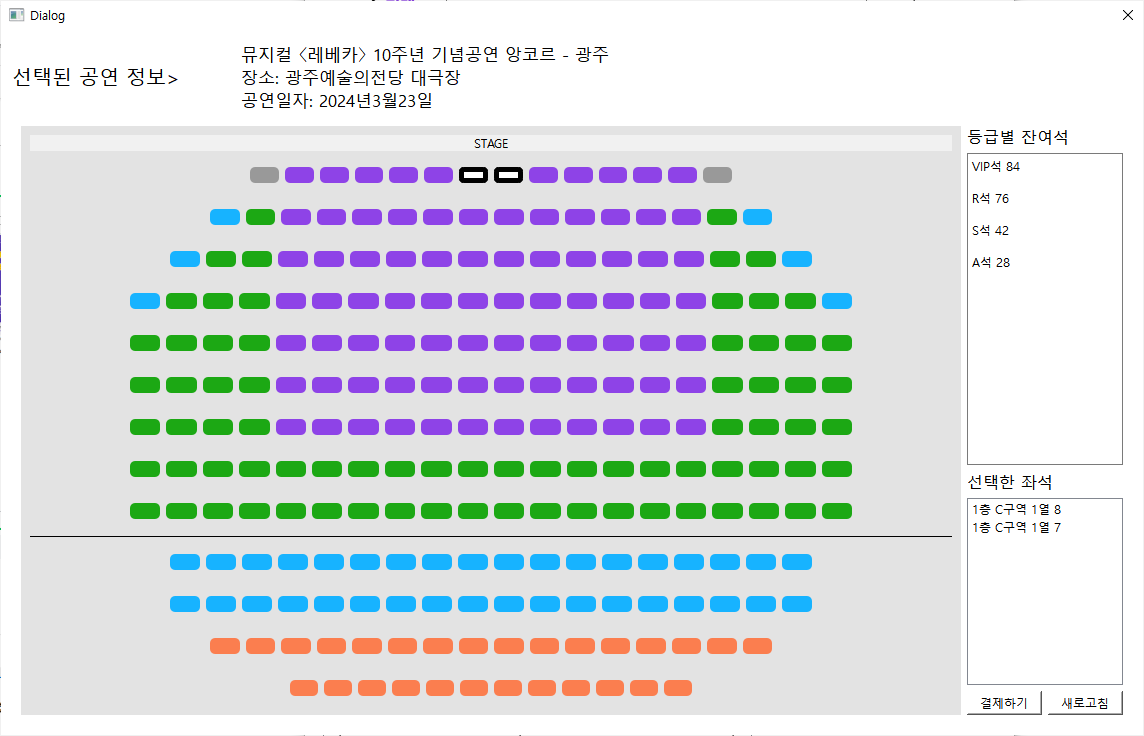 Dialog
선택된 공연 정보>
뮤지컬 <레베카> 10주년 기념공연 앙코르 - 광주
장소: 광주예술의전당 대극장
공연일자: 2024년3월23일
STAGE
등급별 잔여석
VIP석 84
R석 76
S석 42
A석 28
선택한 좌석
1층 C구역 1열 8
1층 C구역 1열 7
결제하기
새로고침